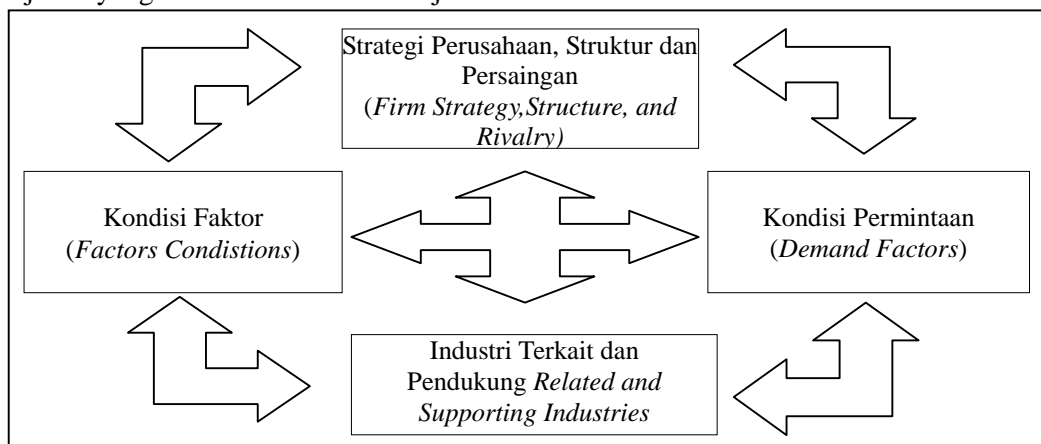 Strategi Perusahaan, Struktur dan
Persaingan
(Firm Strategy,Structure, and
Rivalry)
Kondisi Faktor
(Factors Condistions)
Kondisi Permintaan
(Demand Factors)
Industri Terkait dan
Pendukung Related and
Supporting Industries